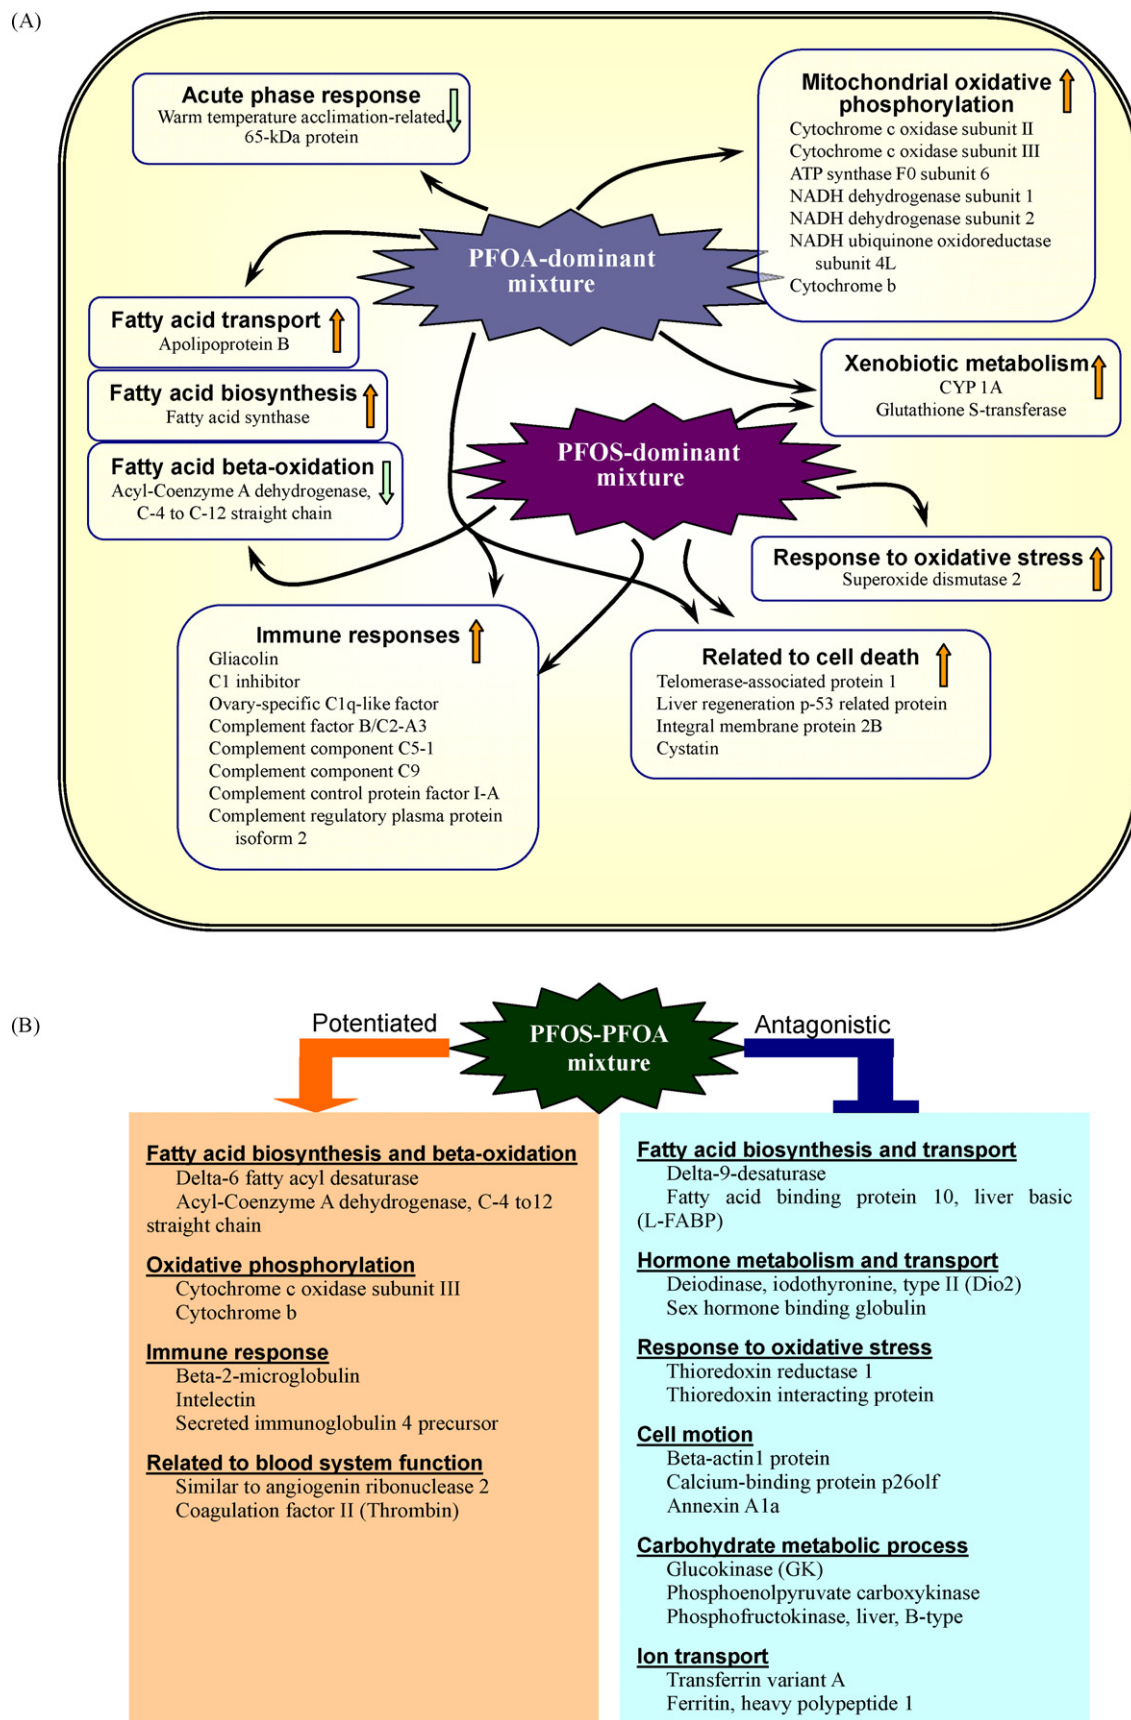 (A)
Acute phase response
Warm temperature acclimation-related
65-kDa protein
Mitochondrial oxidative
phosphorylation
Cytochrome c oxidase subunit II
Cytochrome c oxidase subunit III
ATP synthase F0 subunit 6
NADH dehydrogenase subunit 1
NADH dehydrogenase subunit 2
NADH ubiquinone oxidoreductase
subunit 4L
Cytochrome b
PFOA-dominant
mixture
Fatty acid transport
Apolipoprotein B
Fatty acid biosynthesis
Fatty acid synthase
Fatty acid beta-oxidation
Acyl-Coenzyme A dehydrogenase,
C-4 to C-12 straight chain
Xenobiotic metabolism
CYP 1A
Glutathione S-transferase
PFOS-dominant
mixture
Response to oxidative stress
Superoxide dismutase 2
Immune responses
Gliacolin
C1 inhibitor
Ovary-specific C1q-like factor
Complement factor B/C2-A3
Complement component C5-1
Complement component C9
Complement control protein factor I-A
Complement regulatory plasma protein
isoform 2
Related to cell death
Telomerase-associated protein 1
Liver regeneration p-53 related protein
Integral membrane protein 2B
Cystatin
(B)
Potentiated
PFOS-PFOA
mixture
Antagonistic
Fatty acid biosynthesis and beta-oxidation
Delta-6 fatty acyl desaturase
Acyl-Coenzyme A dehydrogenase, C-4 to12
straight chain
Oxidative phosphorylation
Cytochrome c oxidase subunit III
Cytochrome b
Immune response
Beta-2-microglobulin
Intelectin
Secreted immunoglobulin 4 precursor
Related to blood system function
Similar to angiogenin ribonuclease 2
Coagulation factor II (Thrombin)
Fatty acid biosynthesis and transport
Delta-9-desaturase
Fatty acid binding protein 10, liver basic
(L-FABP)
Hormone metabolism and transport
Deiodinase, iodothyronine, type II (Dio2)
Sex hormone binding globulin
Response to oxidative stress
Thioredoxin reductase 1
Thioredoxin interacting protein
Cell motion
Beta-actin1 protein
Calcium-binding protein p26olf
Annexin A1a
Carbohydrate metabolic process
Glucokinase (GK)
Phosphoenolpyruvate carboxykinase
Phosphofructokinase, liver, B-type
Ion transport
Transferrin variant A
Ferritin, heavy polypeptide 1